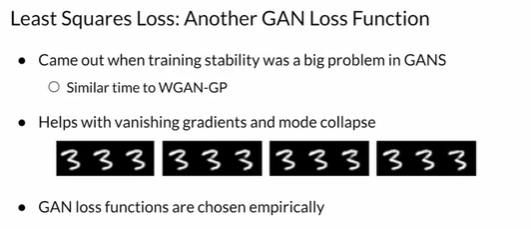 Least Squares Loss: Another GAN Loss Function
● Came out when training stability was a big problem in GANS
○ Similar time to WGAN-GP
● Helps with vanishing gradients and mode collapse
3 3 3 3 3 3 3 3 3 3 3 3
● GAN loss functions are chosen empirically